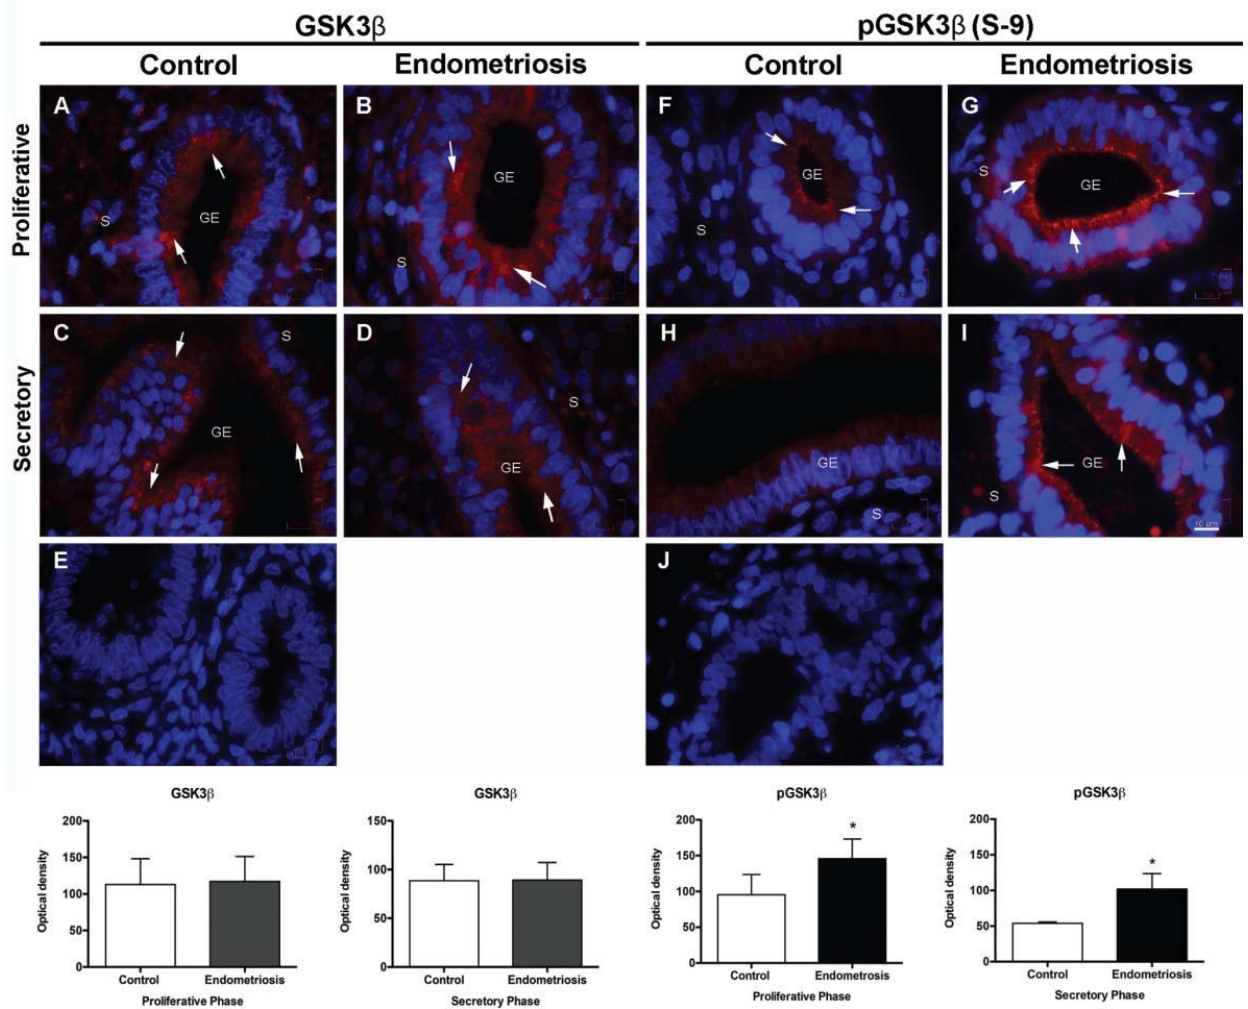 GSK3β
pGSK3β (S-9)
Control
Endometriosis
Control
Endometriosis
Proliferative
A
S
GE
B
GE
S
F
GE
S
G
S
GE
Secretory
C
S
GE
D
S
GE
H
GE
S
I
GE
S
10 µm
E
J
GSK3β
Optical density
200
150
100
50
0
Control
Endometriosis
Proliferative Phase
GSK3β
Optical density
150
100
50
0
Control
Endometriosis
Secretory Phase
pGSK3β
Optical density
200
150
100
50
0
*
Control
Endometriosis
Proliferative Phase
pGSK3β
Optical density
200
150
100
50
0
*
Control
Endometrosis
Secretory Phase